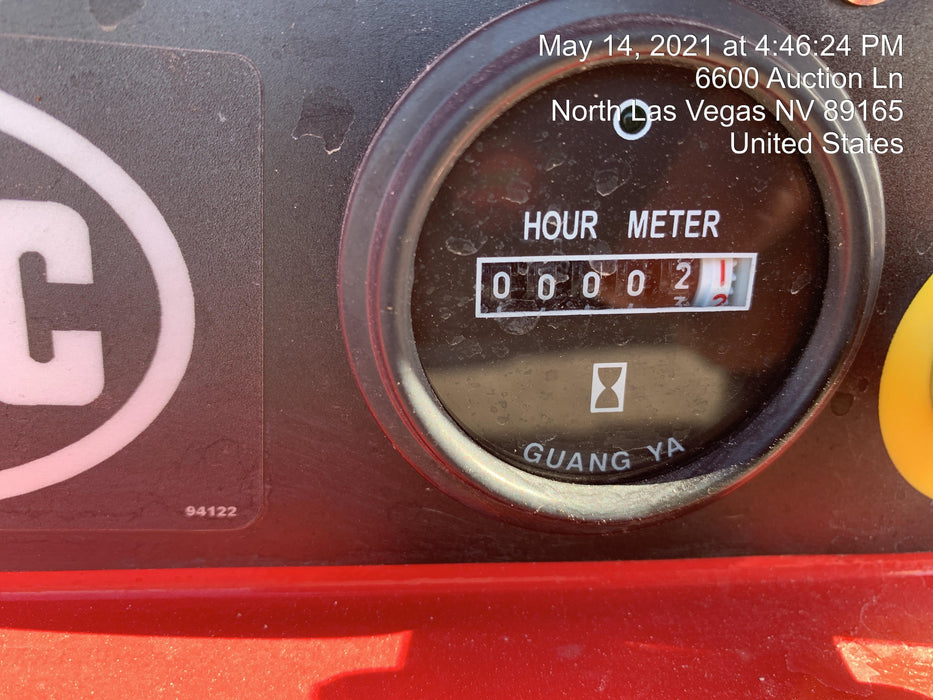 May 14, 2021 at 4:46:24 PM
6600 Auction Ln
North Las Vegas NV 89165
United States
HOUR METER
0 0 0 0 2 1
GUANG YA
C
94122